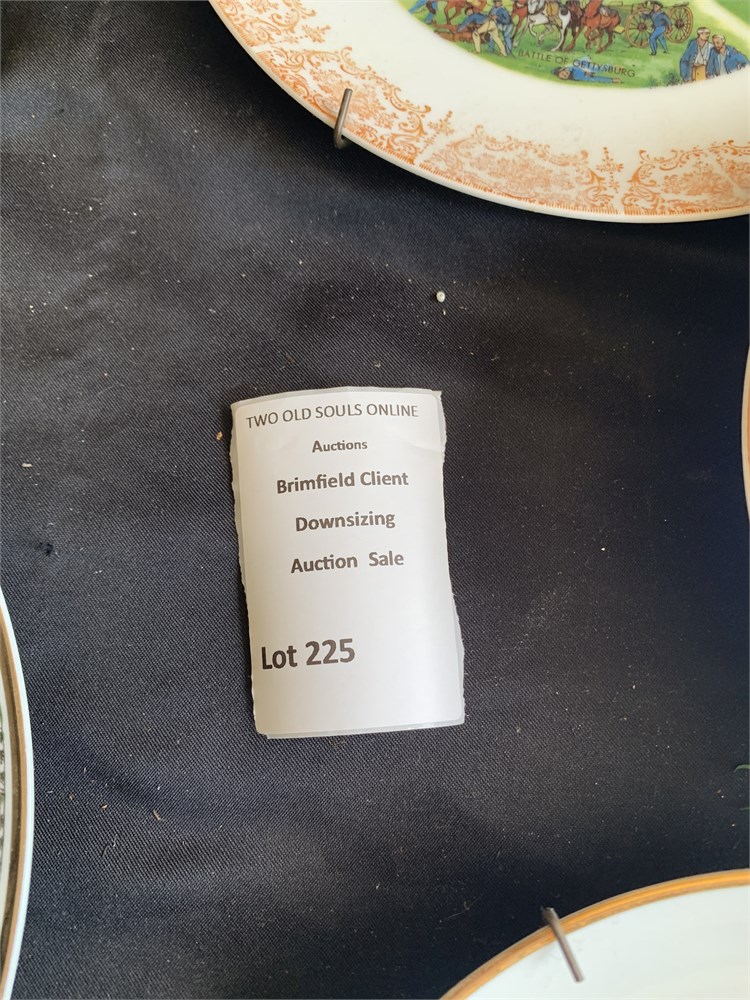 BATTLE OF GETTYSBURG
TWO OLD SOULS ONLINE
Auctions
Brimfield Client
Downsizing
Auction Sale
Lot 225